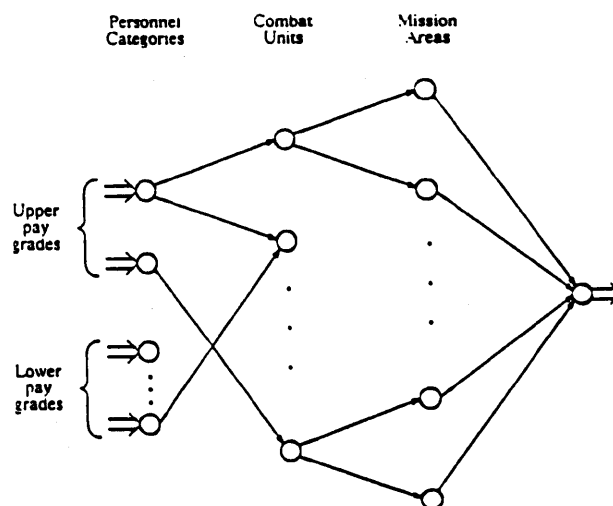 Personnel
Categories
Combat
Units
Mission
Areas
Upper
pay
grades
Lower
pay
grades